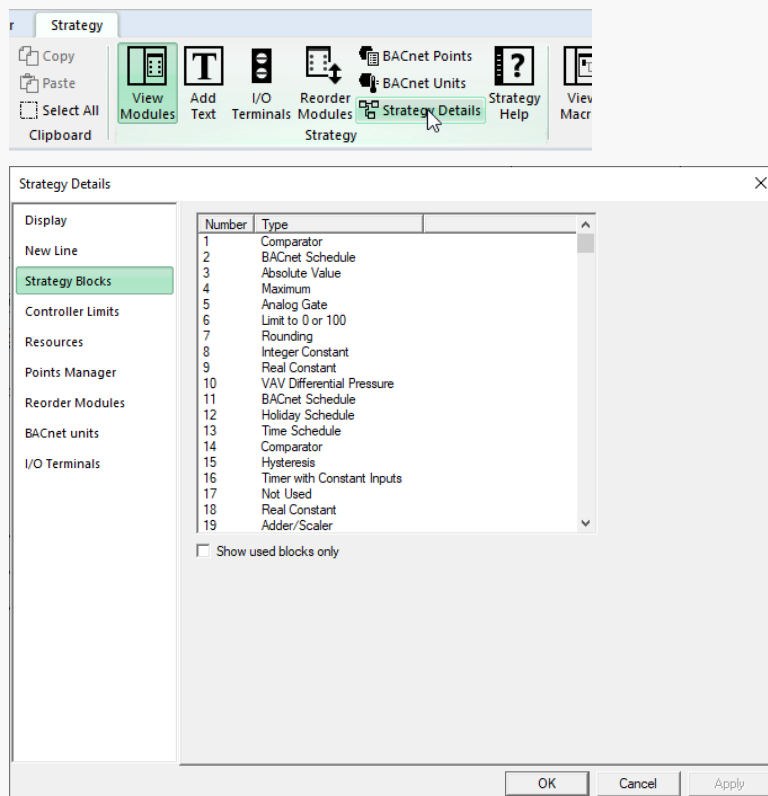 r Strategy
Copy
Paste
Select All
Clipboard
View
Modules
Add
Text
I/O
Terminals
Reorder
Modules
BACnet Points
BACnet Units
Strategy Details
Strategy
Help
Strategy
Strategy Details
Display
New Line
Strategy Blocks
Controller Limits
Resources
Points Manager
Reorder Modules
BACnet units
I/O Terminals
Number Type
1 Comparator
2 BACnet Schedule
3 Absolute Value
4 Maximum
5 Analog Gate
6 Limit to 0 or 100
7 Rounding
8 Integer Constant
9 Real Constant
10 VAV Differential Pressure
11 BACnet Schedule
12 Holiday Schedule
13 Time Schedule
14 Comparator
15 Hysteresis
16 Timer with Constant Inputs
17 Not Used
18 Real Constant
19 Adder/Scaler
Show used blocks only
OK Cancel Apply